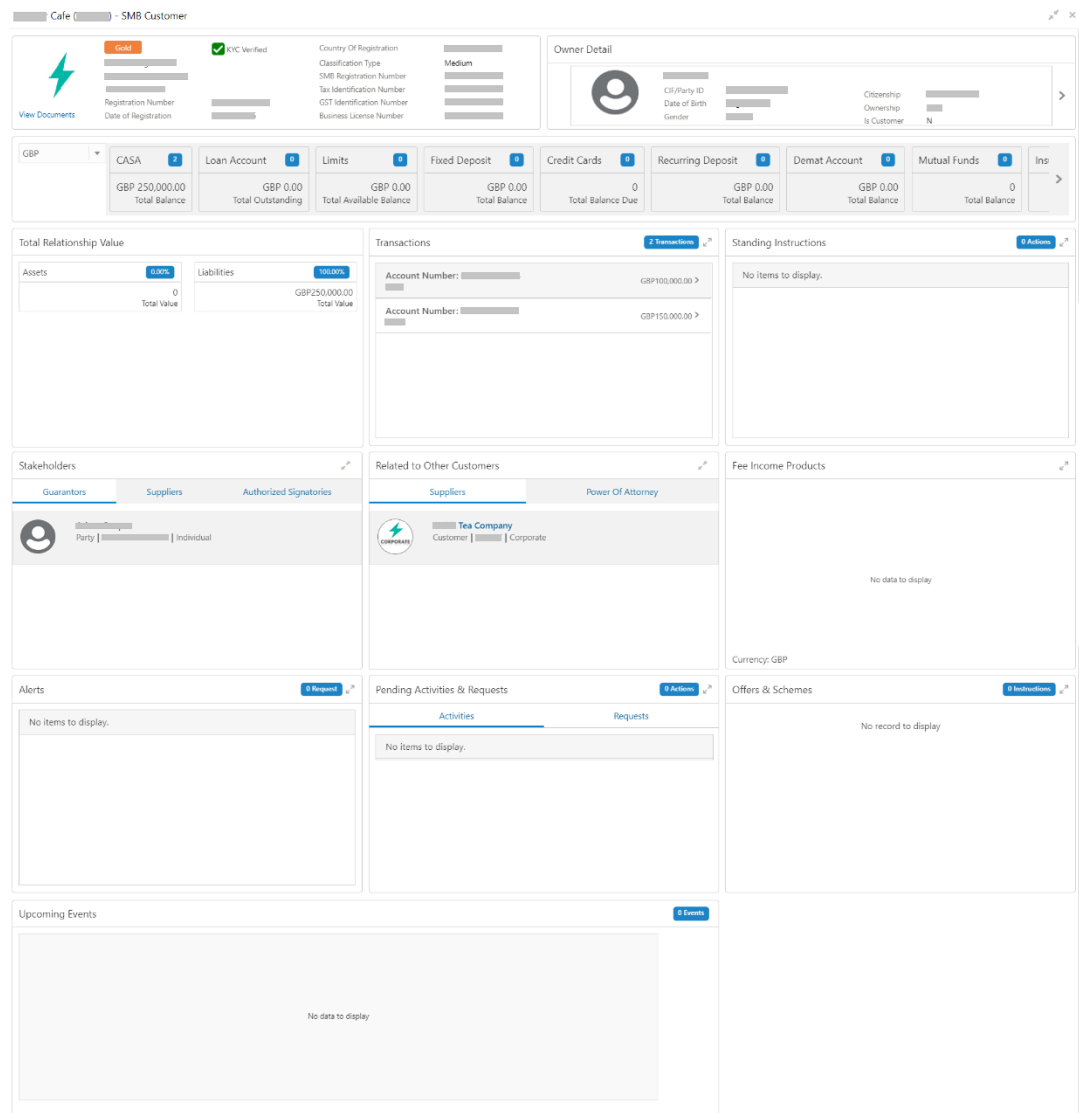 Cafe ( ) - SMB Customer
Gold
KYC Verified
View Documents
Registration Number
Date of Registration
Country Of Registration
Classification Type Medium
SMB Registration Number
Tax Identification Number
GST Identification Number
Business License Number
Owner Detail
CIF/Party ID
Date of Birth
Gender
Citizenship
Ownership
Is Customer N
GBP
CASA 2
GBP 250,000.00
Total Balance
Loan Account 0
GBP 0.00
Total Outstanding
Limits 0
GBP 0.00
Total Available Balance
Fixed Deposit 0
GBP 0.00
Total Balance
Credit Cards 0
0
Total Balance Due
Recurring Deposit 0
GBP 0.00
Total Balance
Demat Account 0
GBP 0.00
Total Balance
Mutual Funds 0
0
Total Balance
Total Relationship Value
Assets 0.00%
0
Total Value
Liabilities 100.00%
GBP250,000.00
Total Value
Transactions 2 Transactions
Account Number:
GBP100,000.00
Account Number:
GBP150,000.00
Standing Instructions 0 Actions
No items to display.
Stakeholders
Guarantors Suppliers Authorized Signatories
Party | | Individual
Related to Other Customers
Suppliers Power Of Attorney
CORPORATE
Tea Company
Customer | | Corporate
Fee Income Products
No data to display
Currency: GBP
Alerts 0 Request
No items to display.
Pending Activities & Requests 0 Actions
Activities Requests
No items to display.
Offers & Schemes 0 Instructions
No record to display
Upcoming Events 0 Events
No data to display